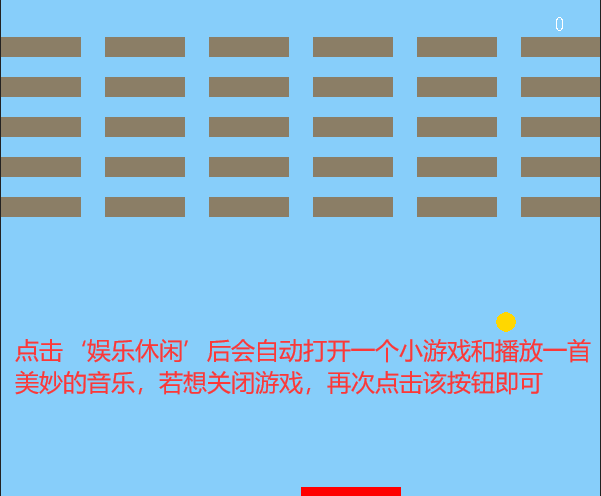 0
点击‘娱乐休闲’后会自动打开一个小游戏和播放一首
美妙的音乐，若想关闭游戏，再次点击该按钮即可